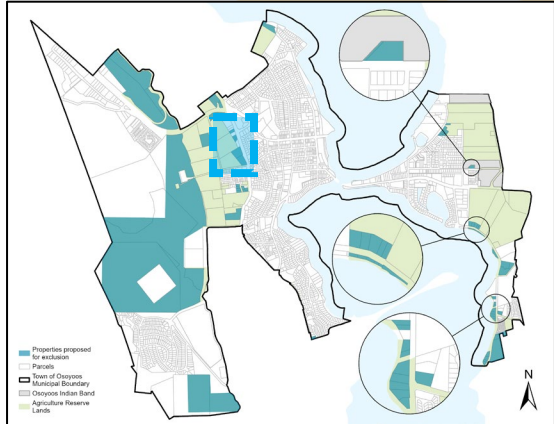 N
Properties proposed
for exclusion
Parcels
Town of Osoyoos
Municipal Boundary
Osoyoos Indian Band
Agriculture Reserve
Lands